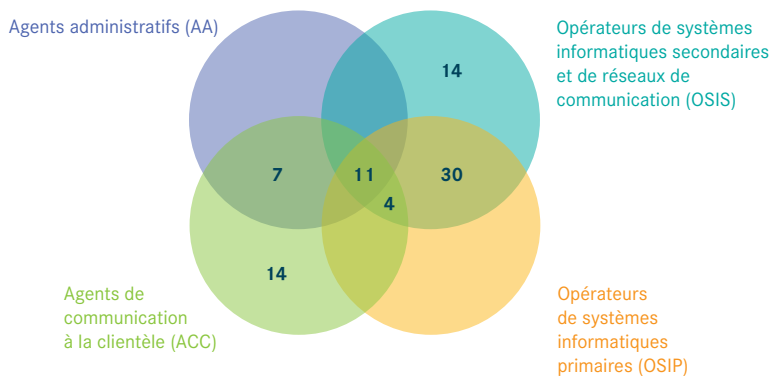 Agents administratifs (AA)
Opérateurs de systèmes
informatiques secondaires
et de réseaux de
communication (OSIS)
14
7
11
30
4
14
Agents de
communication
à la clientèle (ACC)
Opérateurs
de systèmes
informatiques
primaires (OSIP)